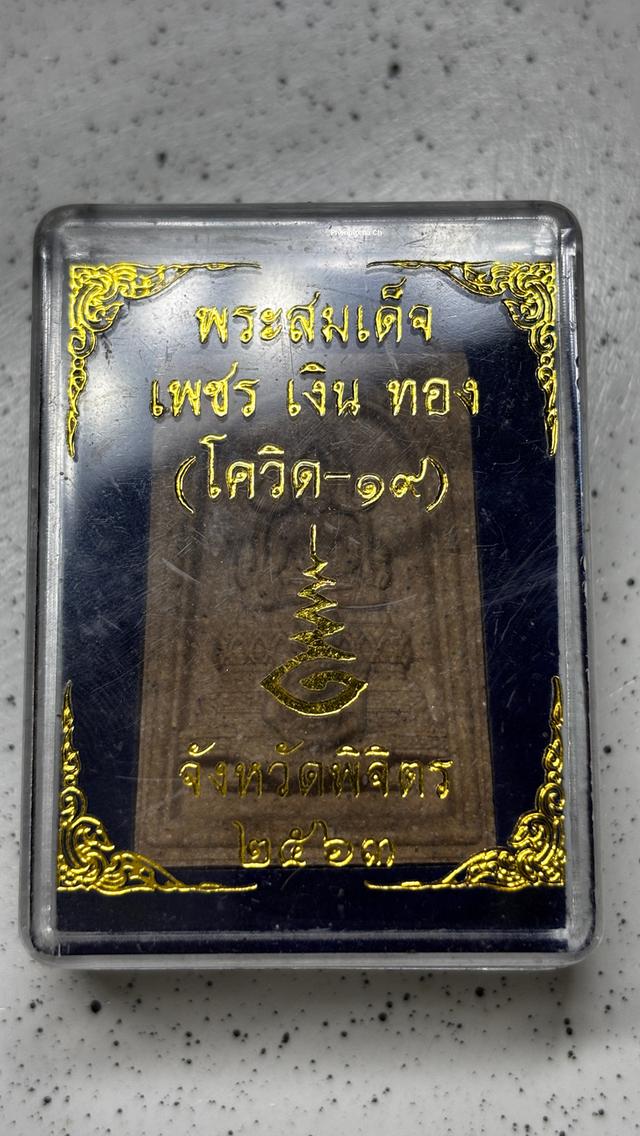 พระสมเด็จ
เพชร เงิน ทอง
(โควิด-๑๙)
จังหวัดพิจิตร
๒๕๖๓